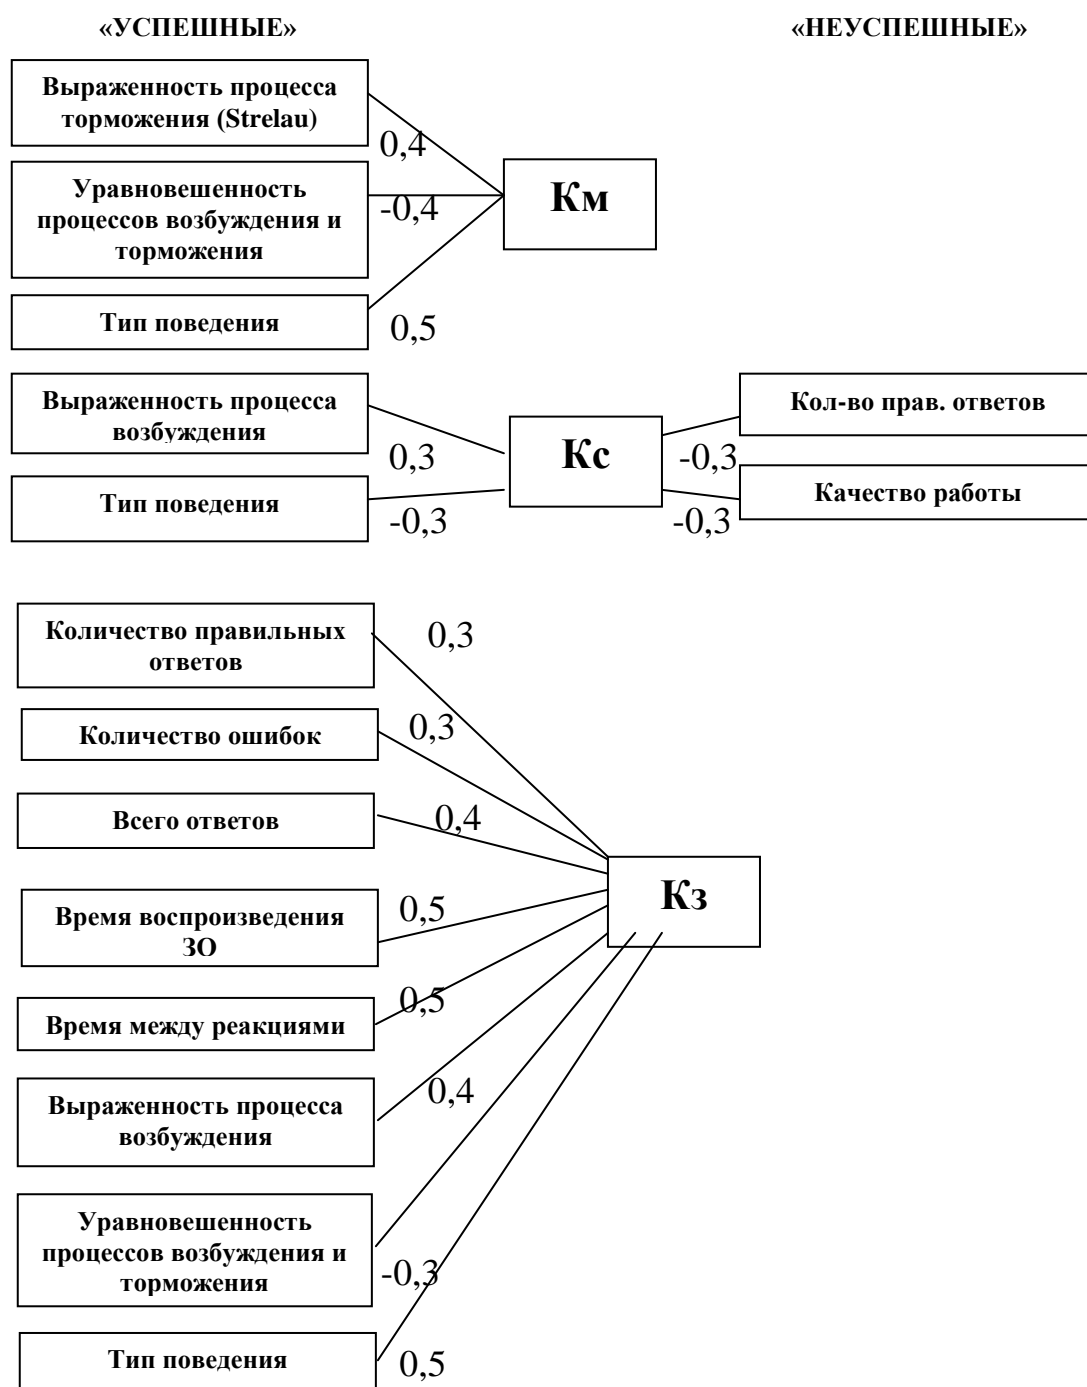 «УСПЕШНЫЕ»
«НЕУСПЕШНЫЕ»
Выраженность процесса
торможения (Strelau)
0,4
Уравновешенность
процессов возбуждения и
торможения
-0,4
Км
Тип поведения
0,5
Выраженность процесса
возбуждения
0,3
Кс
-0,3
Кол-во прав. ответов
Тип поведения
-0,3
-0,3
Качество работы
Количество правильных
ответов
0,3
Количество ошибок
0,3
Всего ответов
0,4
Кз
Время воспроизведения
ЗО
0,5
Время между реакциями
0,5
Выраженность процесса
возбуждения
0,4
Уравновешенность
процессов возбуждения и
торможения
-0,3
Тип поведения
0,5